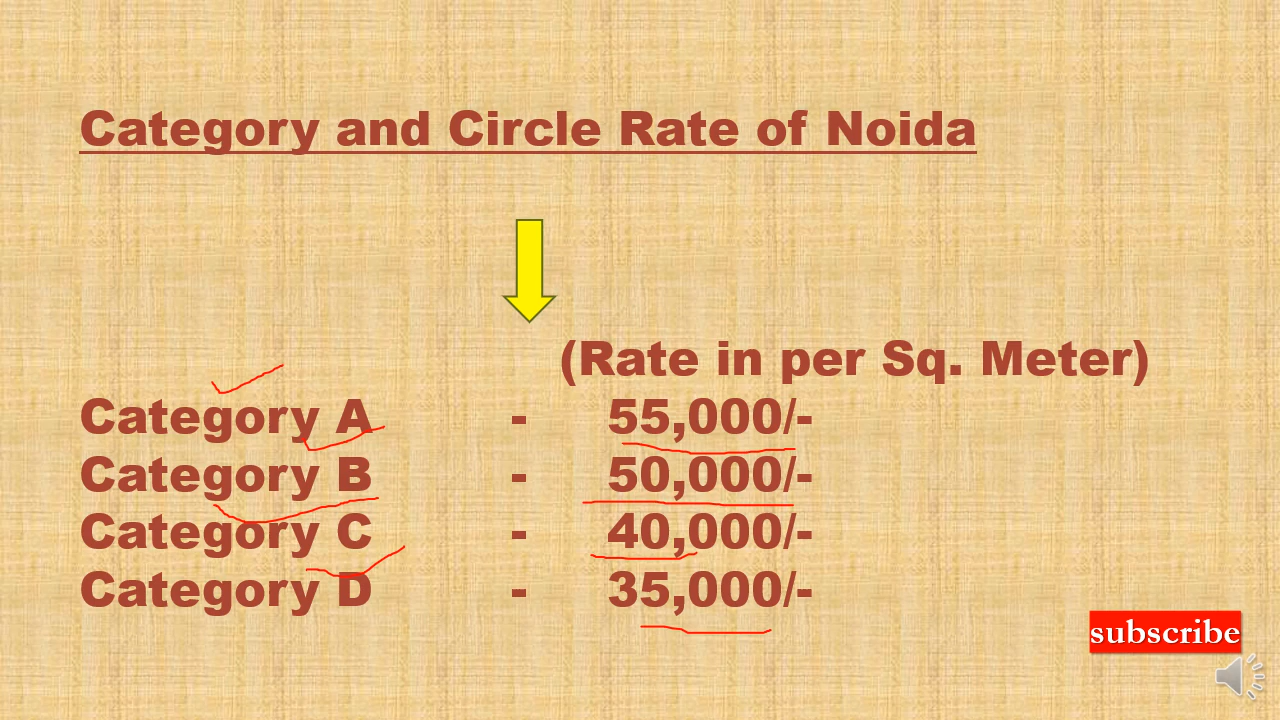 Category and Circle Rate of Noida
(Rate in per Sq. Meter)
Category A - 55,000/-
Category B - 50,000/-
Category C - 40,000/-
Category D - 35,000/-
subscribe